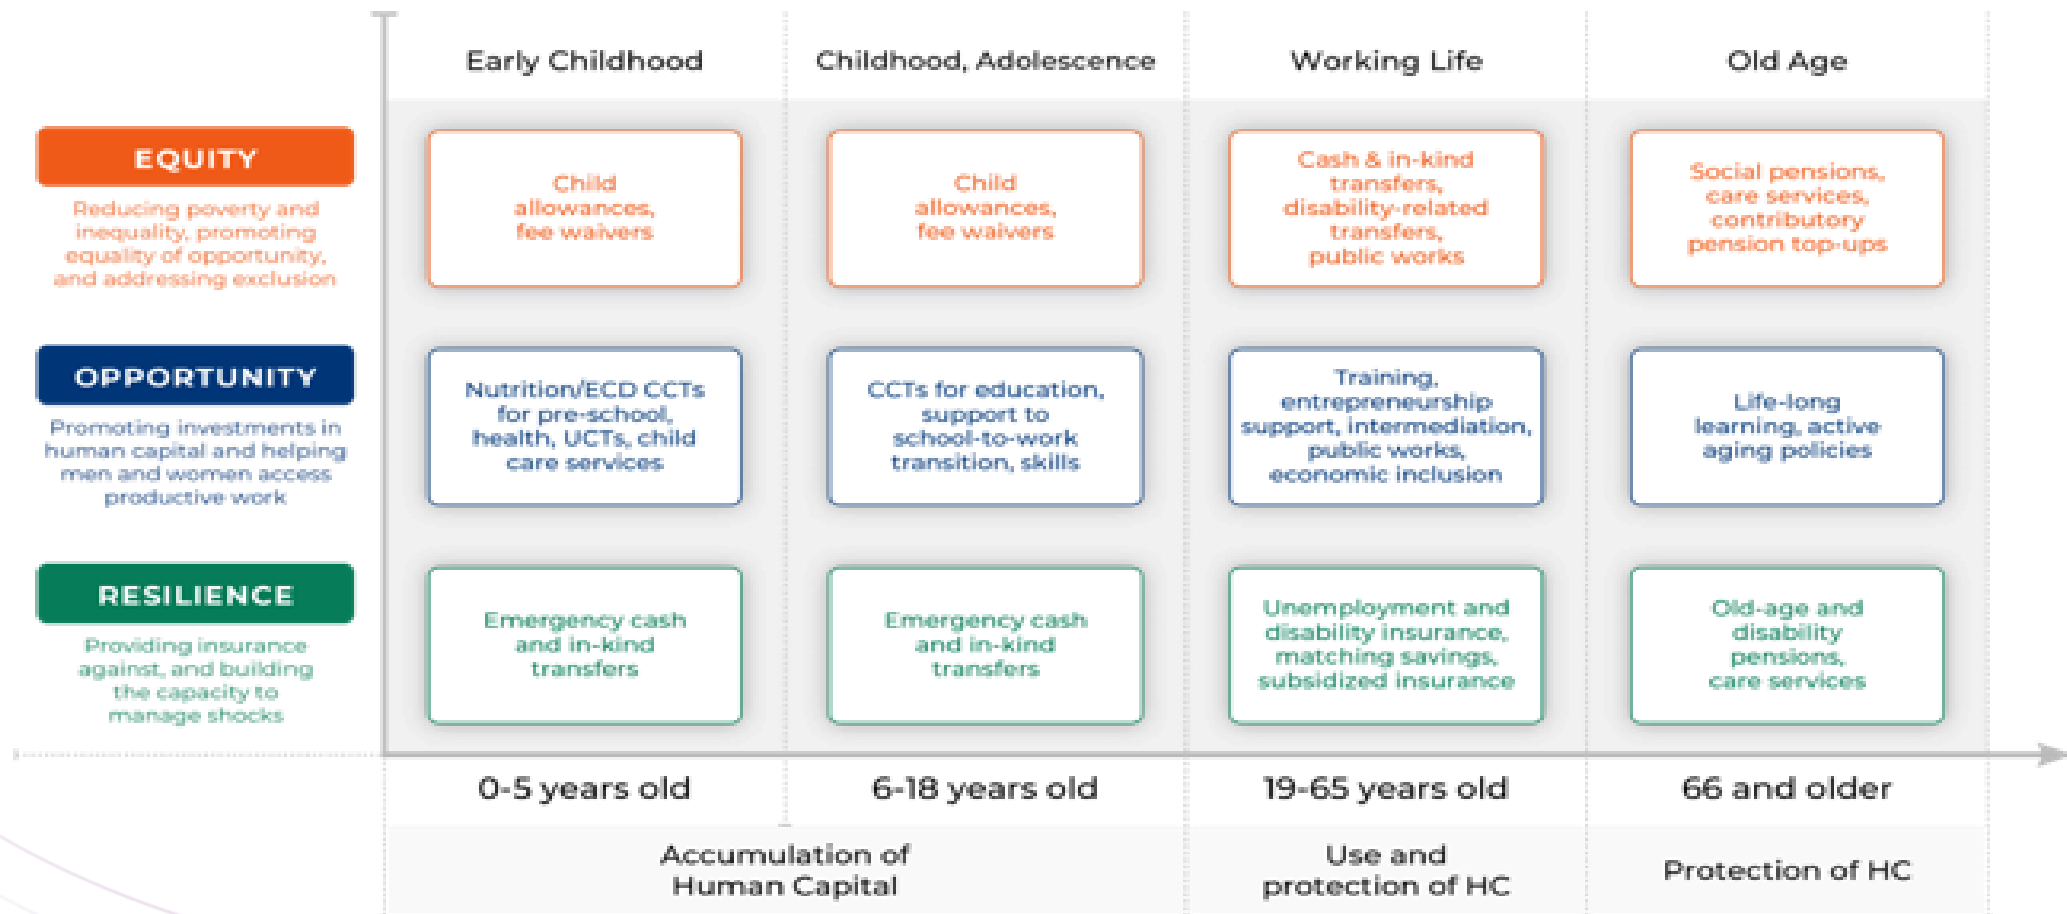 Early Childhood
Childhood, Adolescence
Working Life
Old Age
EQUITY
Reducing poverty and
inequality, promoting
equality of opportunity,
and addressing exclusion
Child
allowances,
fee waivers
Child
allowances,
fee waivers
Cash & in-kind
transfers,
disability-related
transfers,
public works
Social pensions,
care services,
contributory
pension top-ups
OPPORTUNITY
Promoting investments in
human capital and helping
men and women access
productive work
Nutrition/ECD CCTs
for pre-school,
health, UCTs, child
care services
CCTs for education,
support to
school-to-work
transition, skills
Training,
entrepreneurship
support, intermediation,
public works,
economic inclusion
Life-long
learning, active
aging policies
RESILIENCE
Providing insurance
against, and building
the capacity to
manage shocks
Emergency cash
and in-kind
transfers
Emergency cash
and in-kind
transfers
Unemployment and
disability insurance,
matching savings,
subsidized insurance
Old-age and
disability
pensions,
care services
0-5 years old
6-18 years old
19-65 years old
66 and older
Accumulation of
Human Capital
Use and
protection of HC
Protection of HC